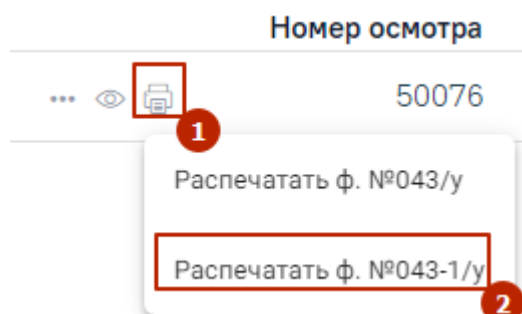 Номер осмотра
50076
1
Распечатать ф. №043/у
Распечатать ф. №043-1/у
2